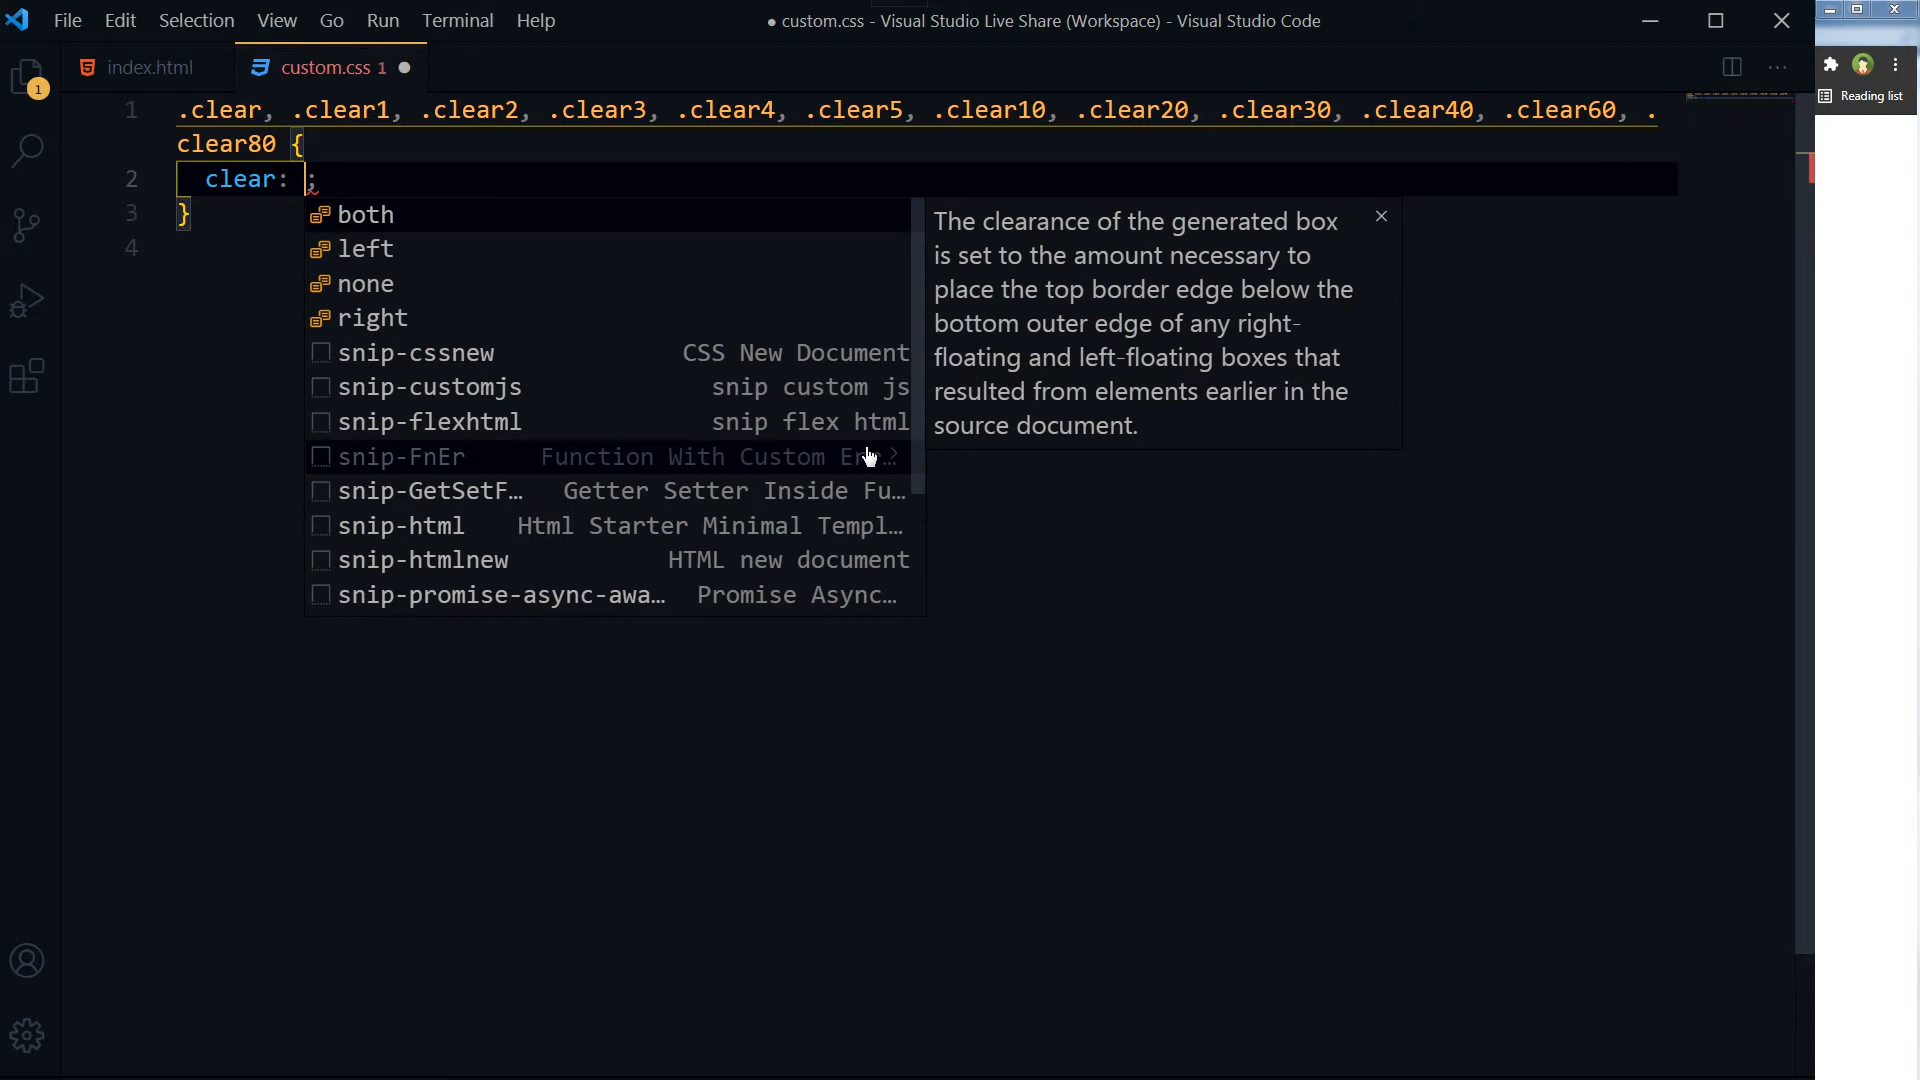 File Edit Selection View Go Run Terminal Help
● custom.css - Visual Studio Live Share (Workspace) - Visual Studio Code
index.html
custom.css 1 ●
1
Reading list
1 .clear, .clear1, .clear2, .clear3, .clear4, .clear5, .clear10, .clear20, .clear30, .clear40, .clear60, .
clear80 {
2 clear: ;
3 }
4
both
left
none
right
snip-cssnew CSS New Document
snip-customjs snip custom js
snip-flexhtml snip flex html
snip-FnEr Function With Custom Er…
snip-GetSetF… Getter Setter Inside Fu…
snip-html Html Starter Minimal Templ…
snip-htmlnew HTML new document
snip-promise-async-awa… Promise Async…
The clearance of the generated box
is set to the amount necessary to
place the top border edge below the
bottom outer edge of any right-
floating and left-floating boxes that
resulted from elements earlier in the
source document.